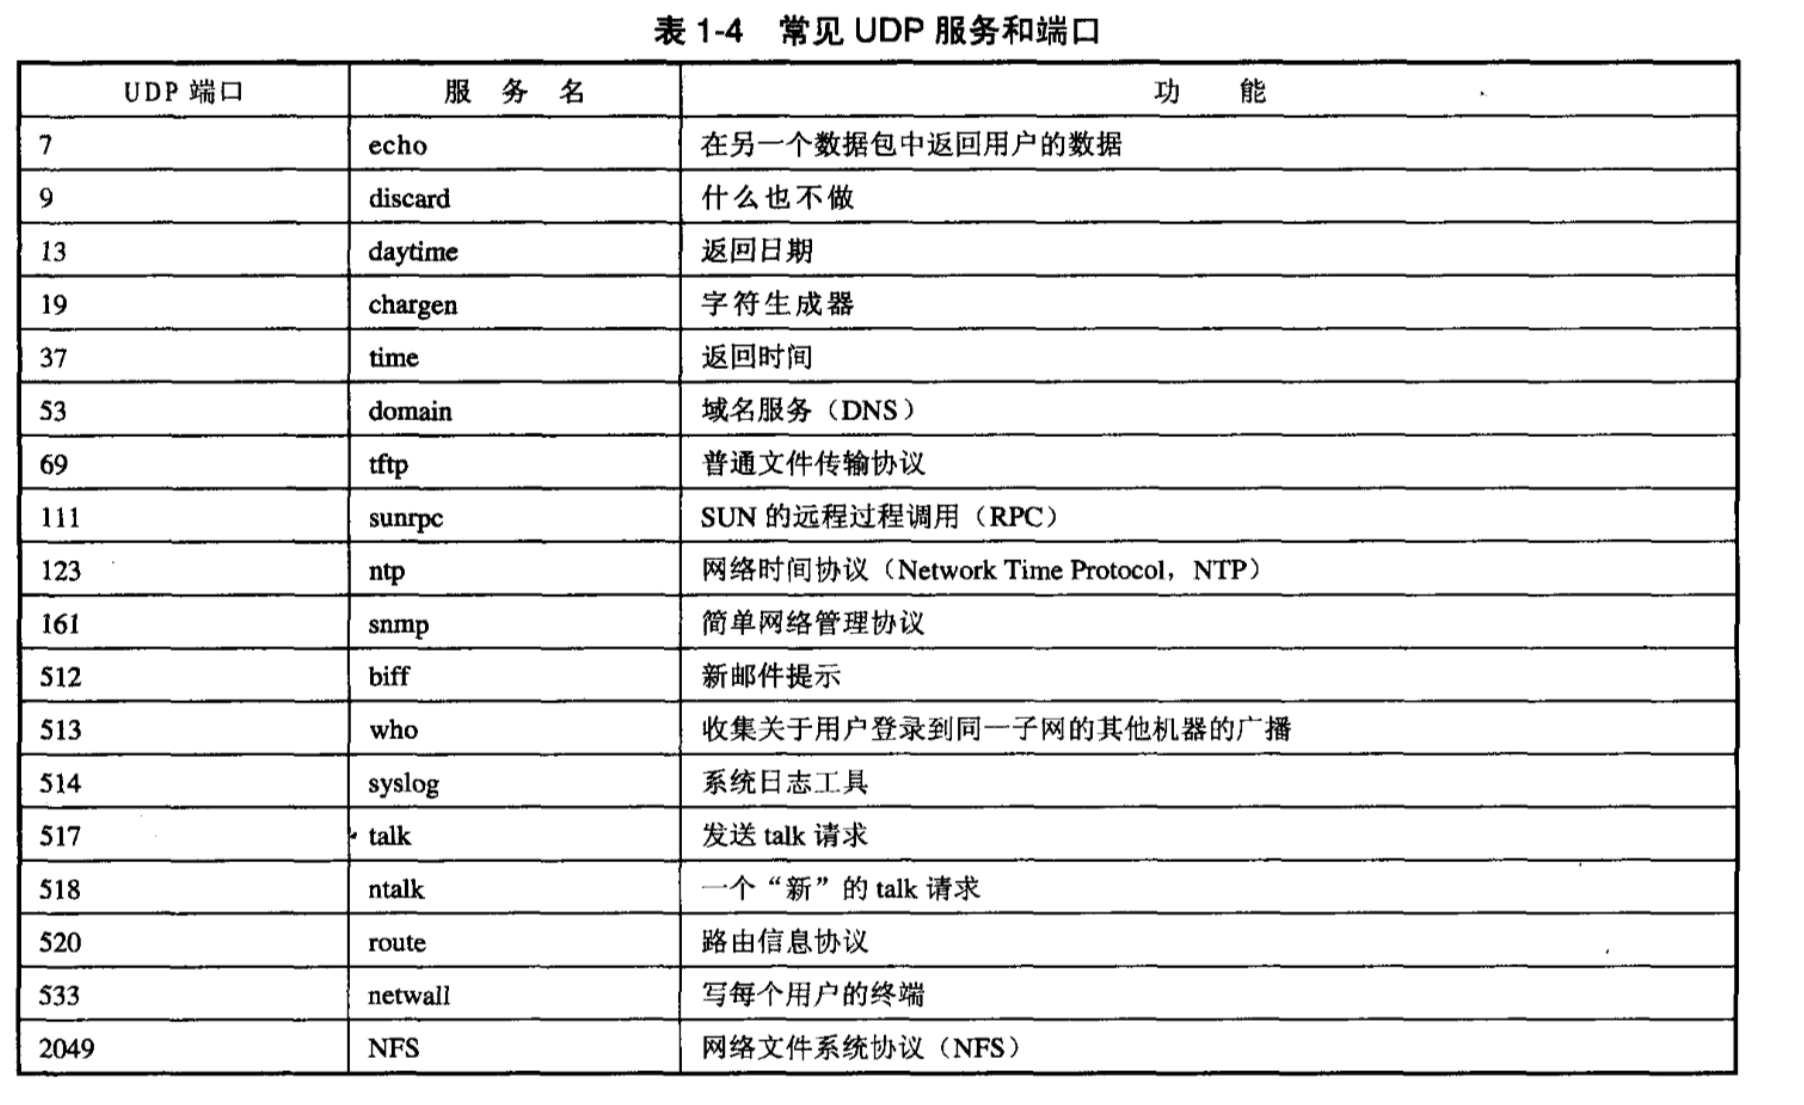 表 1-4 常见 UDP 服务和端口
UDP 端口 服务名 功能
7 echo 在另一个数据包中返回用户的数据
9 discard 什么也不做
13 daytime 返回日期
19 chargen 字符生成器
37 time 返回时间
53 domain 域名服务（DNS）
69 tftp 普通文件传输协议
111 sunrpc SUN 的远程过程调用（RPC）
123 ntp 网络时间协议（Network Time Protocol，NTP）
161 snmp 简单网络管理协议
512 biff 新邮件提示
513 who 收集关于用户登录到同一子网的其他机器的广播
514 syslog 系统日志工具
517 talk 发送 talk 请求
518 ntalk 一个“新”的 talk 请求
520 route 路由信息协议
533 netwall 写每个用户的终端
2049 NFS 网络文件系统协议（NFS）